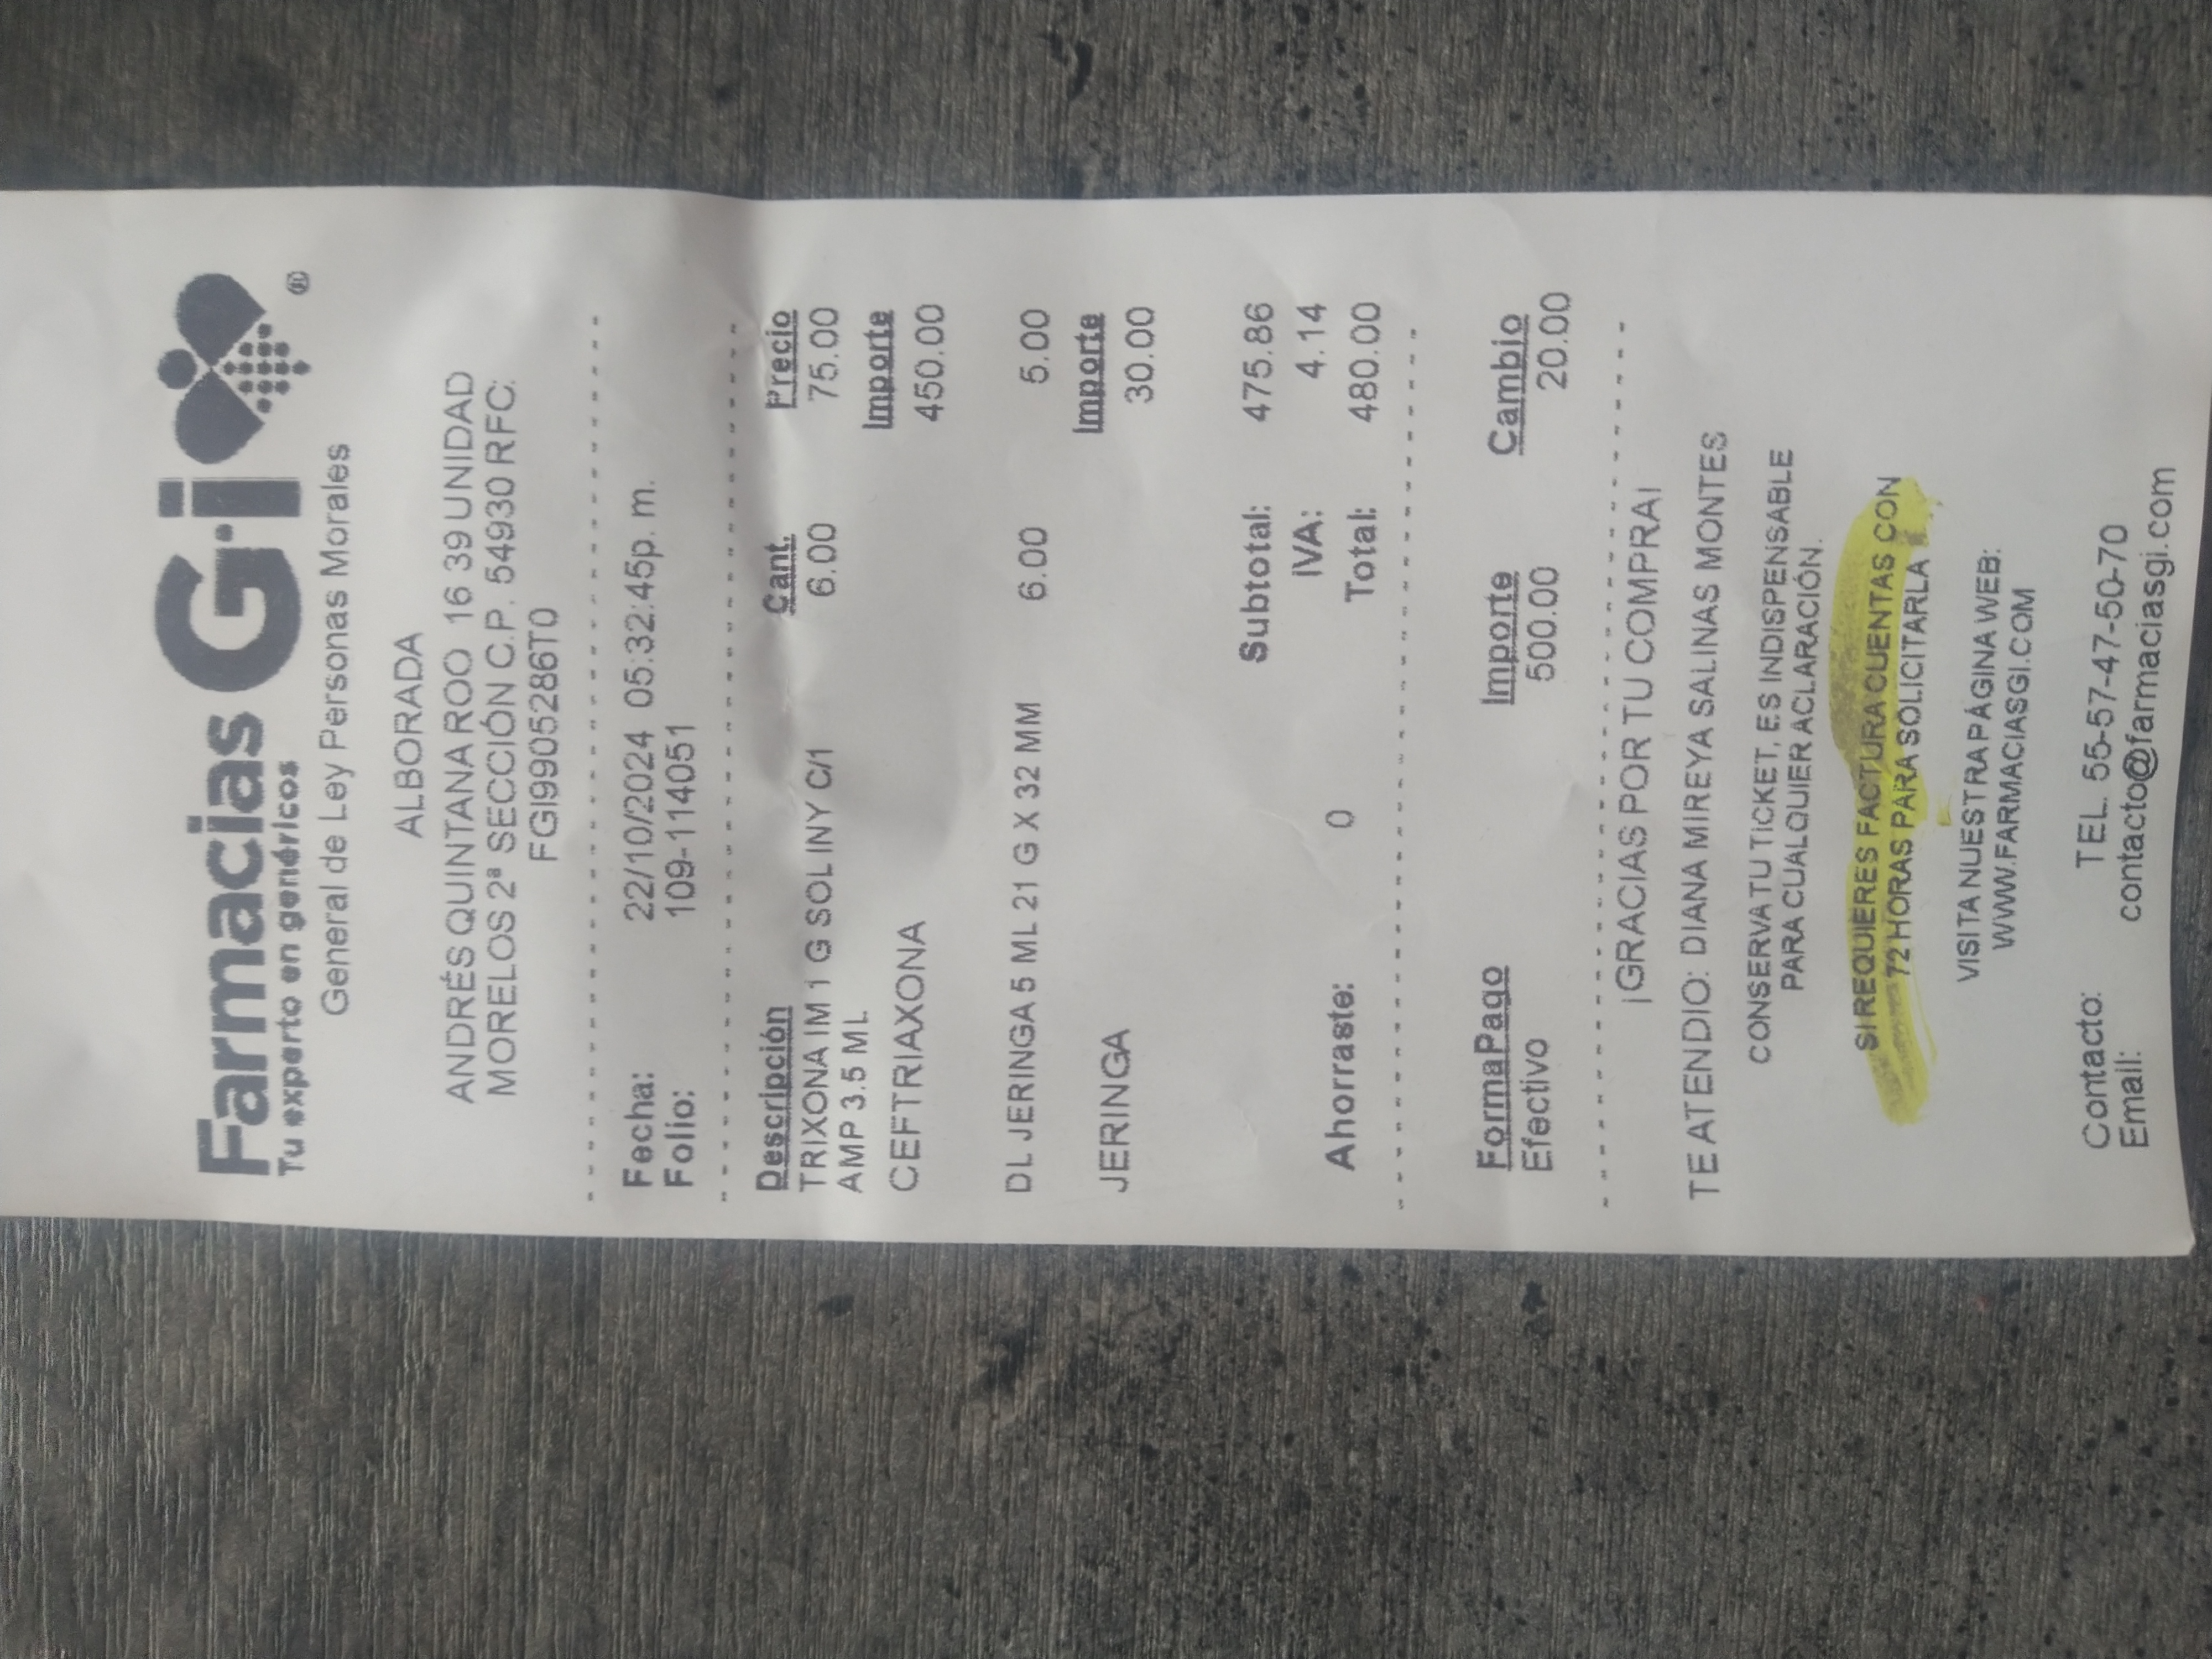 Farmacias Gi ®
Tu experto en genéricos
General de Ley Personas Morales
ALBORADA
ANDRÉS QUINTANA ROO 16 39 UNIDAD
MORELOS 2ª SECCIÓN C.P. 54930 RFC:
FGI9905286T0
Fecha: 22/10/2024 05:32:45p. m.
Folio: 109-114051
Descripción Cant. Precio
TRIXONA IM 1 G SOL INY C/1 6.00 75.00
AMP 3.5 ML Importe
CEFTRIAXONA 450.00
DL JERINGA 5 ML 21 G X 32 MM 6.00 5.00
Importe
JERINGA 30.00
Subtotal: 475.86
IVA: 4.14
Ahorraste: 0 Total: 480.00
FormaPago Importe Cambio
Efectivo 500.00 20.00
¡GRACIAS POR TU COMPRA!
TE ATENDIO: DIANA MIREYA SALINAS MONTES
CONSERVA TU TICKET, ES INDISPENSABLE
PARA CUALQUIER ACLARACIÓN.
SI REQUIERES FACTURA CUENTAS CON
72 HORAS PARA SOLICITARLA
VISITA NUESTRA PÁGINA WEB:
WWW.FARMACIASGI.COM
Contacto: TEL. 55-57-47-50-70
Email: contacto@farmaciasgi.com